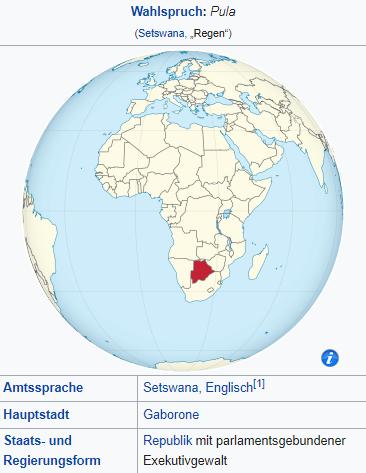 Wahlspruch: Pula
(Setswana, „Regen“)
i
Amtssprache Setswana, Englisch[1]
Hauptstadt Gaborone
Staats- und Republik mit parlamentsgebundener
Regierungsform Exekutivgewalt